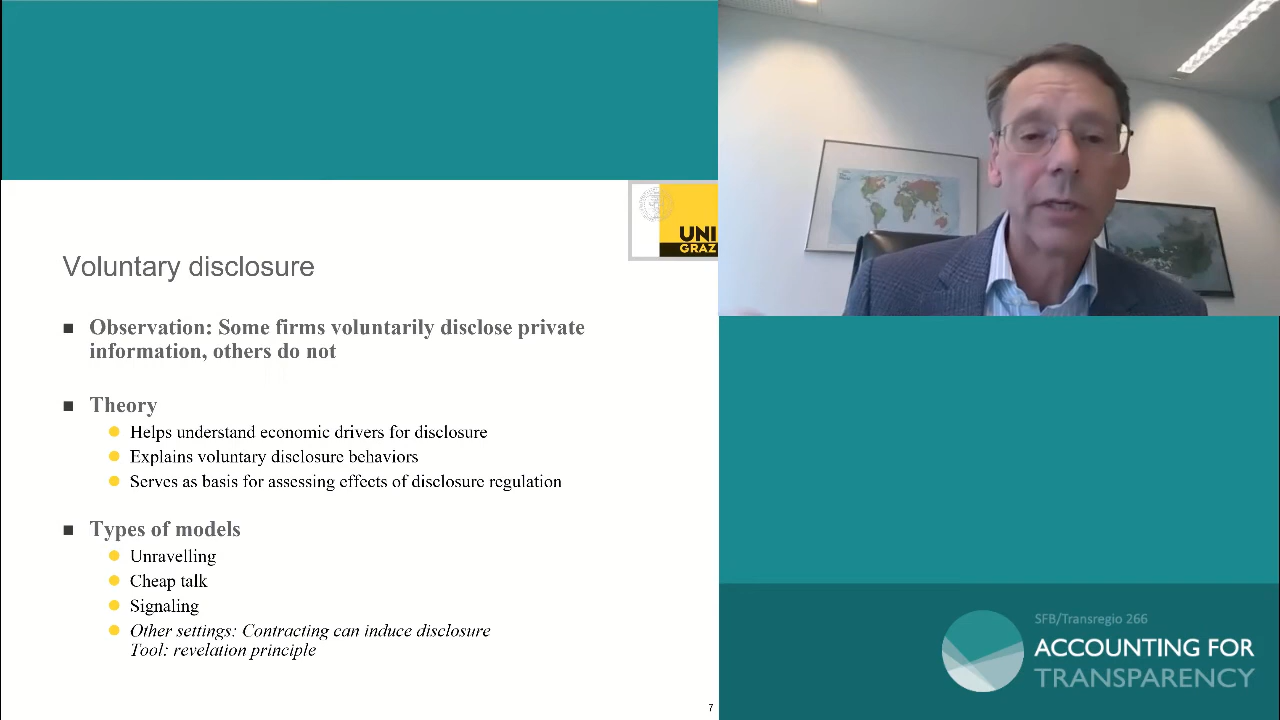 UNI
GRAZ
Voluntary disclosure
Observation: Some firms voluntarily disclose private
information, others do not
Theory
Helps understand economic drivers for disclosure
Explains voluntary disclosure behaviors
Serves as basis for assessing effects of disclosure regulation
Types of models
Unravelling
Cheap talk
Signaling
Other settings: Contracting can induce disclosure
Tool: revelation principle
7
SFB/Transregio 266
ACCOUNTING FOR
TRANSPARENCY